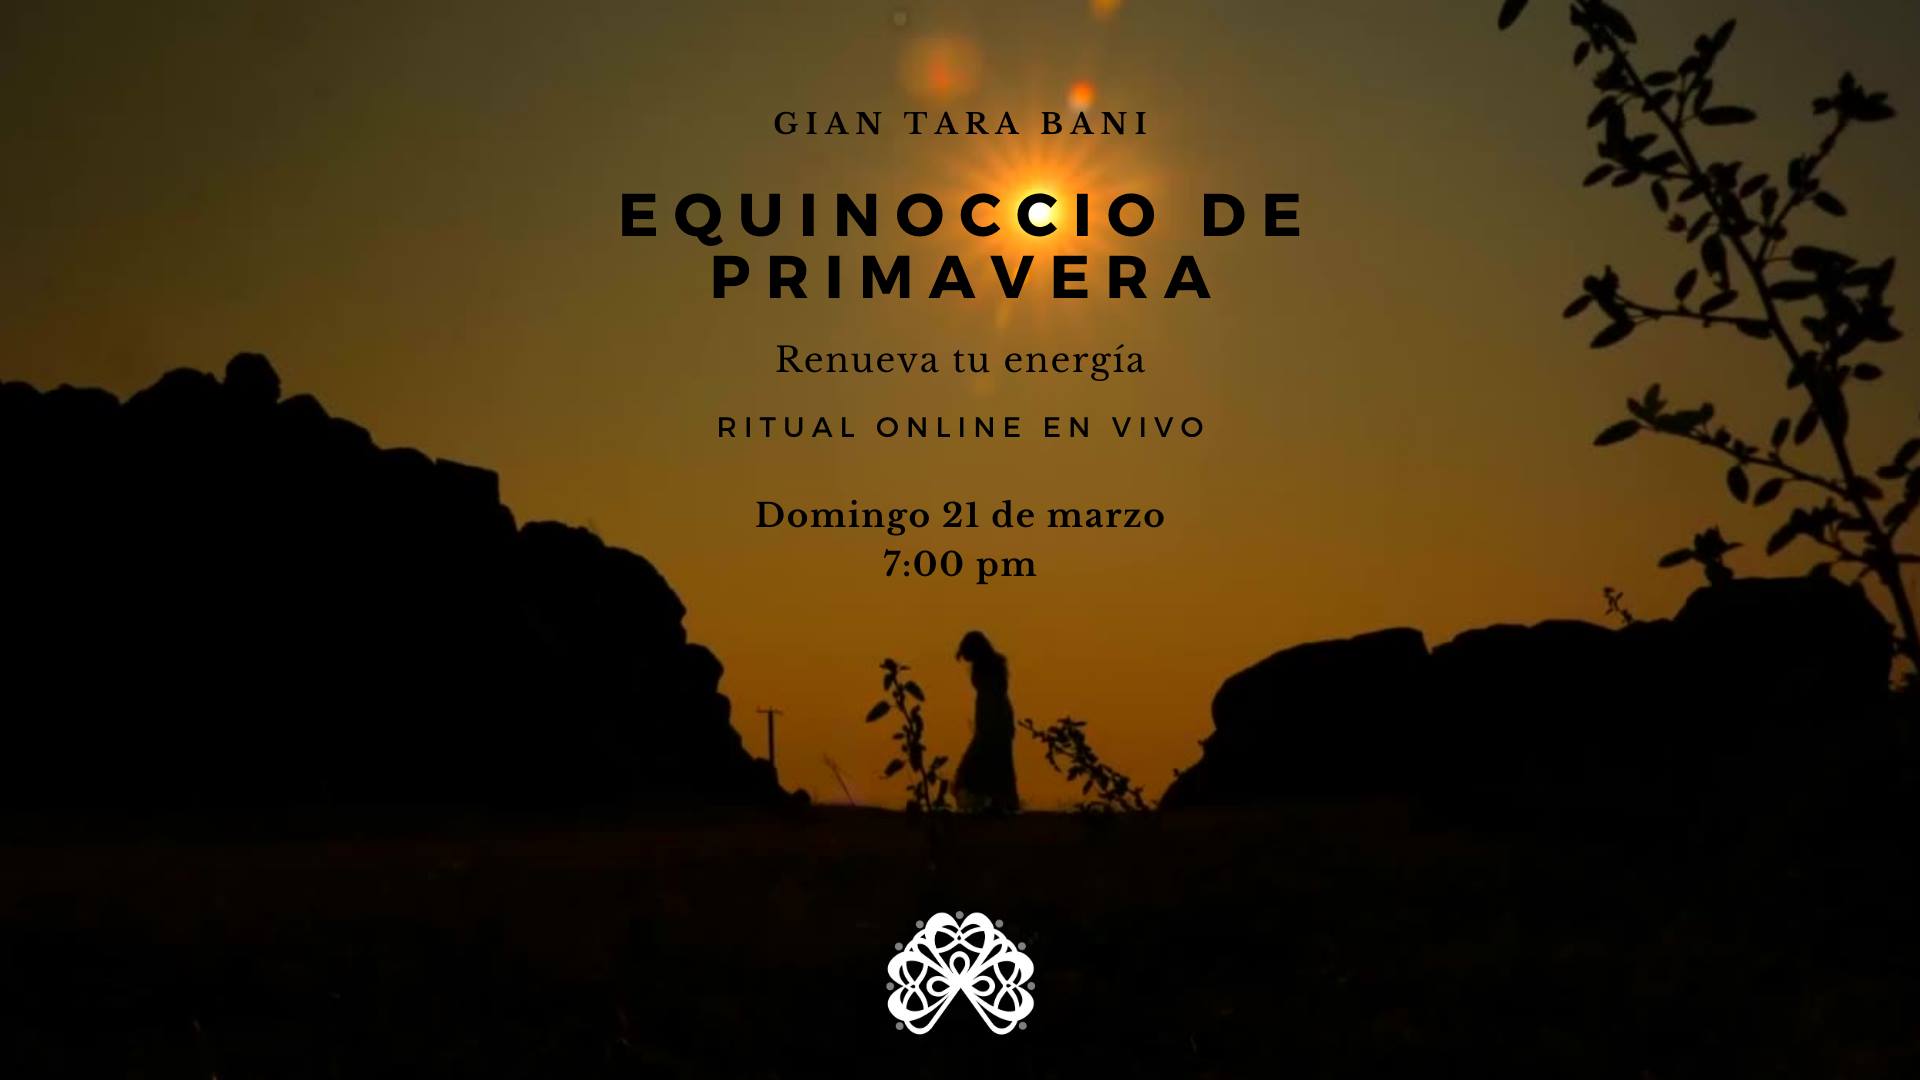 GIAN TARA BANI
EQUINOCCIO DE
PRIMAVERA
Renueva tu energía
RITUAL ONLINE EN VIVO
Domingo 21 de marzo
7:00 pm